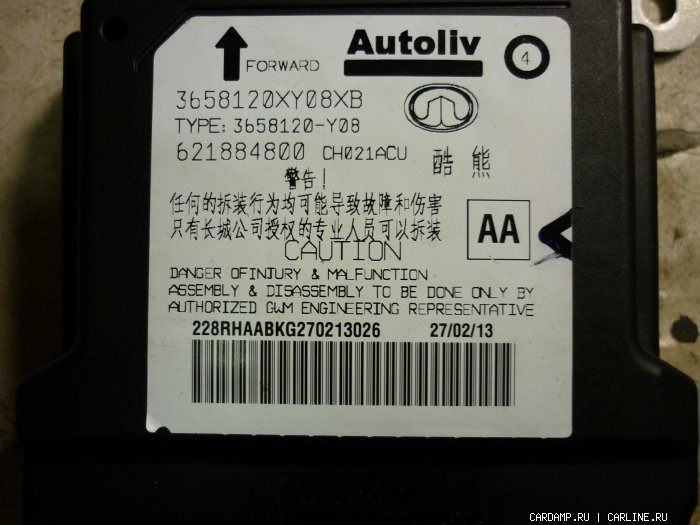 FORWARD
Autoliv
4
3658120XY08XB
TYPE: 3658120-Y08
621884800 CH021ACU 酷熊
警告!
任何的拆装行为均可能导致故障和伤害
只有长城公司授权的专业人员可以拆装
AA
CAUTION
DANGER OFINJURY & MALFUNCTION
ASSEMBLY & DISASSEMBLY TO BE DONE ONLY BY
AUTHORIZED GWM ENGINEERING REPRESENTATIVE
228RHAABKG270213026 27/02/13
CARDAMP.RU | CARLINE.RU